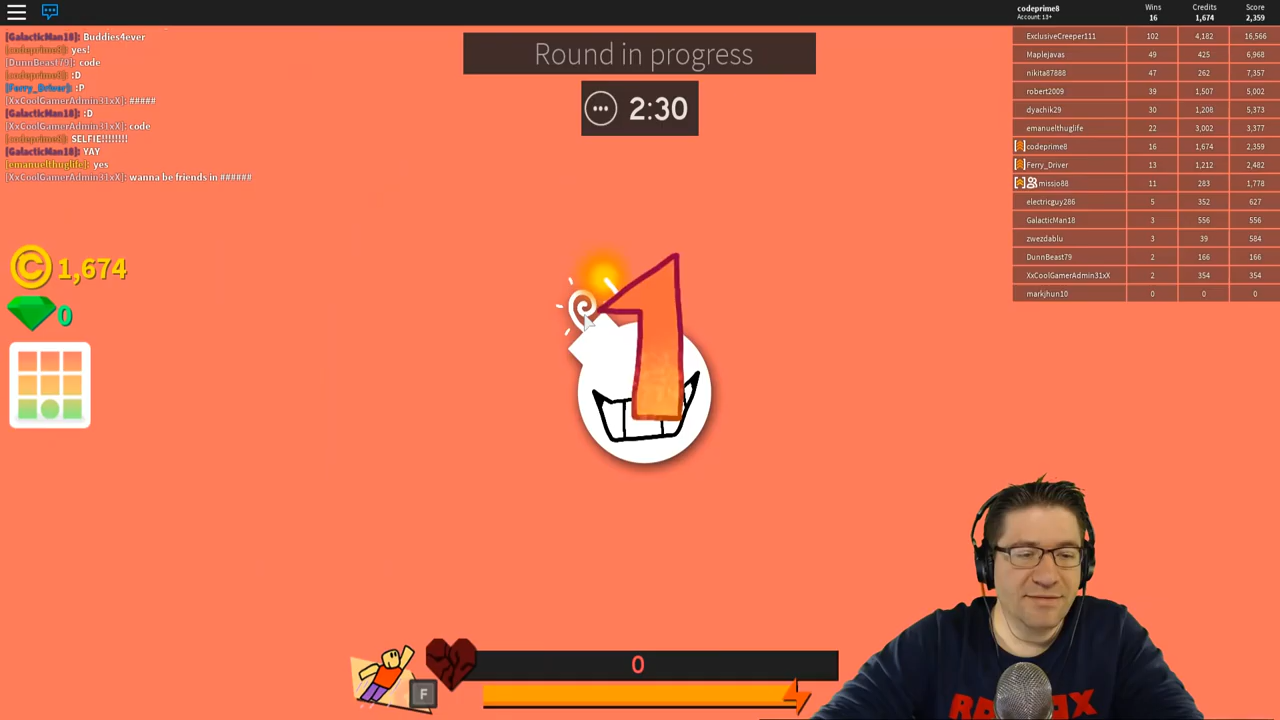 codeprime8
Account: 13+
Wins 16
Credits 1,674
Score 2,359
[GalacticMan18]: Buddies4ever
[codeprime8]: yes!
[DunnBeast79]: code
[codeprime8]: :D
[Ferry_Driver]: :P
[XxCoolGamerAdmin31xX]: #####
[GalacticMan18]: :D
[XxCoolGamerAdmin31xX]: code
[codeprime8]: SELFIE!!!!!!!!
[GalacticMan18]: YAY
[emanuelthuglife]: yes
[XxCoolGamerAdmin31xX]: wanna be friends in ######
Round in progress
2:30
ExclusiveCreeper111 102 4,182 16,566
Maplejavas 49 425 6,968
nikita87888 47 262 7,357
robert2009 39 1,507 5,002
dyachik29 30 1,208 5,373
emanuelthuglife 22 3,002 3,377
codeprime8 16 1,674 2,359
Ferry_Driver 13 1,212 2,482
missjo88 11 283 1,778
electricguy286 5 352 627
GalacticMan18 3 556 556
zwezdablu 3 39 584
DunnBeast79 2 166 166
XxCoolGamerAdmin31xX 2 354 354
markjhun10 0 0 0
1,674
0
1
F
0